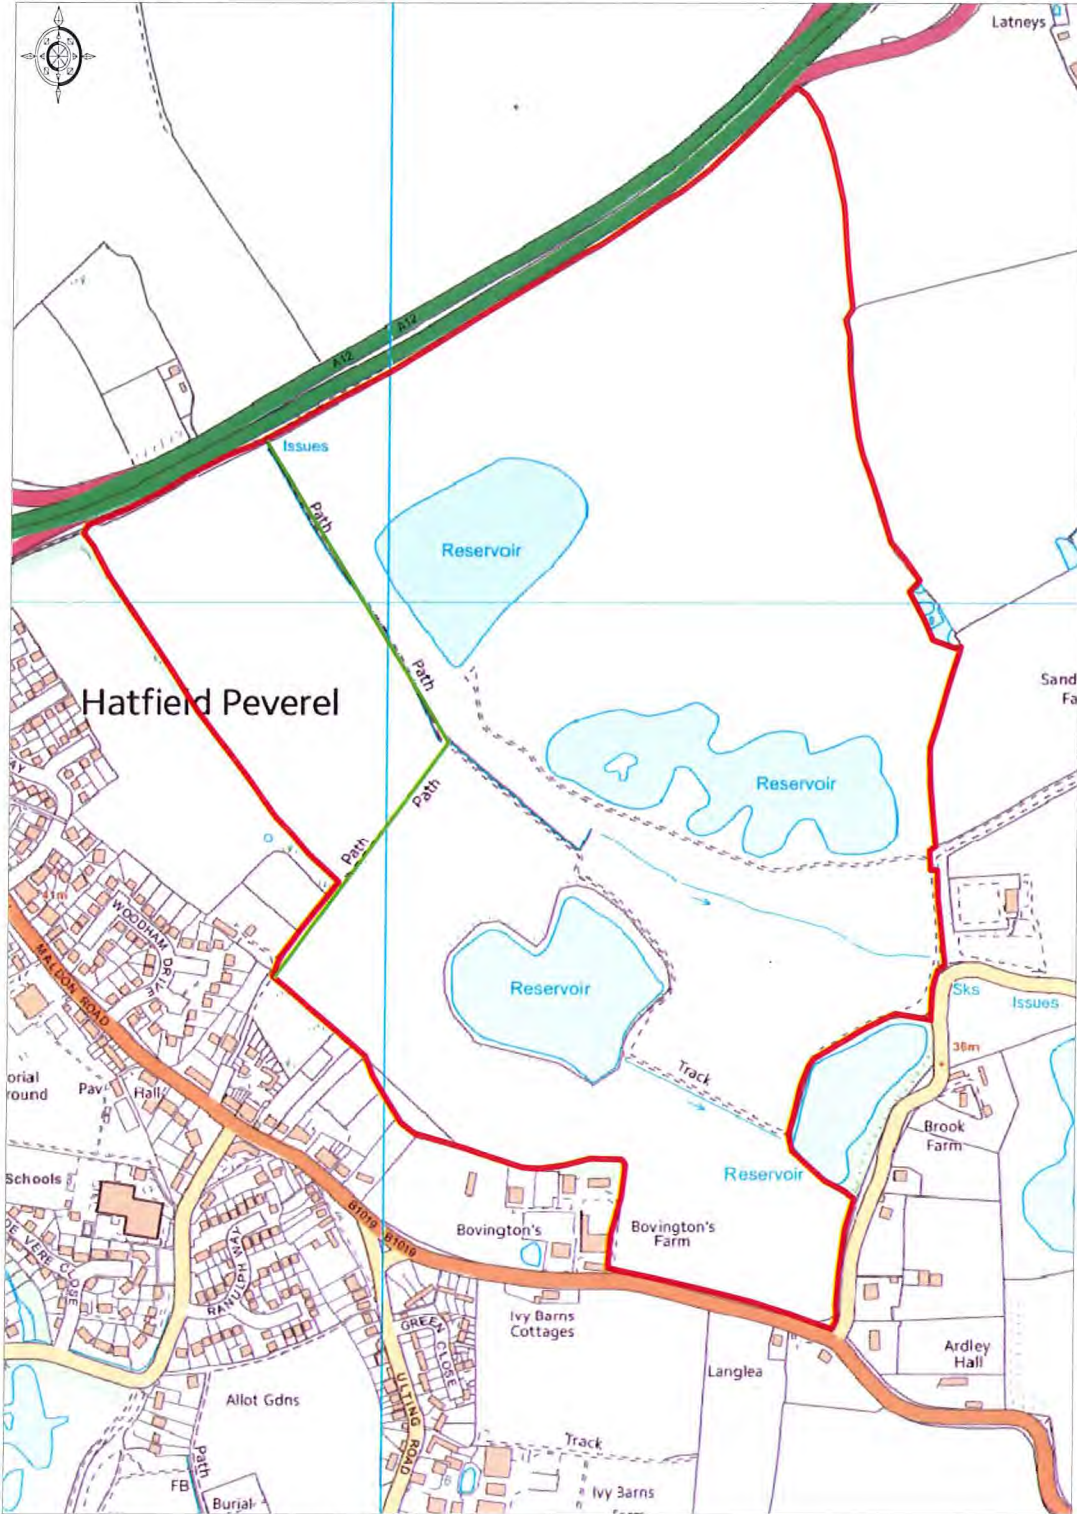 Latneys
A12
A12
Issues
Path
Reservoir
Path
Sand
Fa
Hatfield Peverel
Reservoir
Path
Path
AY
41m
WOODHAM DRIVE
MALDON ROAD
Reservoir
Sks
Issues
38m
orial
round
Pav
Hall
Track
Brook
Farm
Schools
Reservoir
DE VERE CLOSE
RANULPH WAY
B1019
B1019
Bovington's
Bovington's
Farm
Ivy Barns
Cottages
GREEN CLOSE
ULTING ROAD
Langlea
Ardley
Hall
Allot Gdns
Path
Track
FB
Burial
Ivy Barns